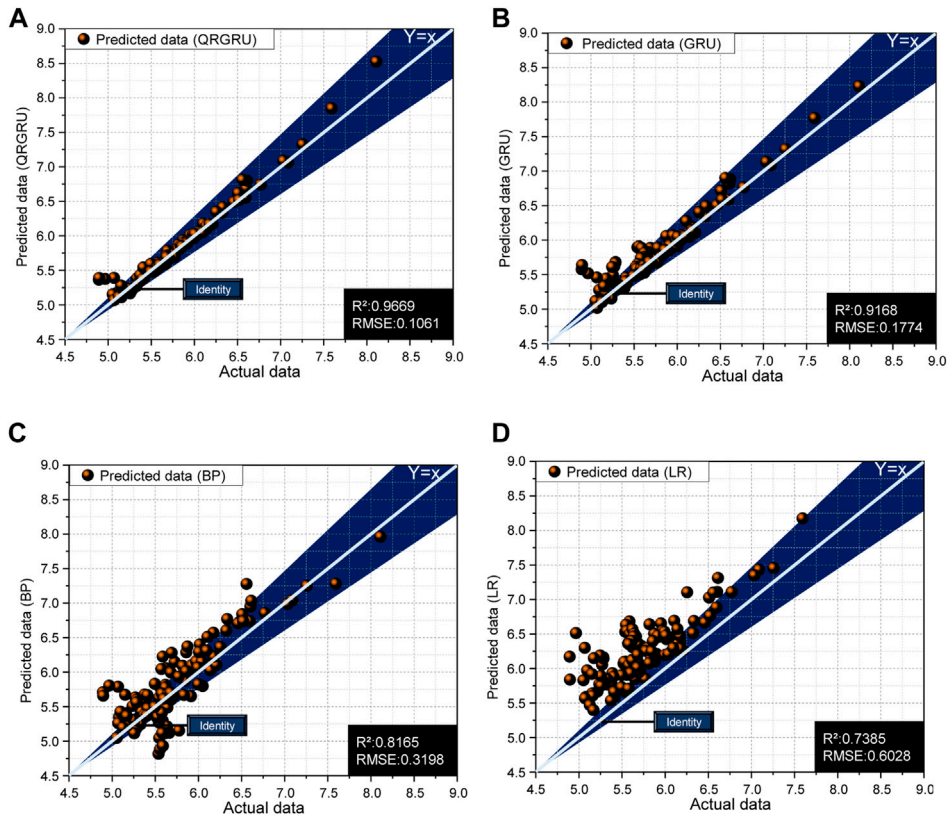 A
Predicted data (QRGRU)
Y=x
9.0
8.5
8.0
7.5
7.0
6.5
6.0
5.5
5.0
4.5
Predicted data (QRGRU)
Identity
R²:0.9669
RMSE:0.1061
4.5 5.0 5.5 6.0 6.5 7.0 7.5 8.0 8.5 9.0
Actual data
B
Predicted data (GRU)
Y=x
9.0
8.5
8.0
7.5
7.0
6.5
6.0
5.5
5.0
4.5
Predicted data (GRU)
Identity
R²:0.9168
RMSE:0.1774
4.5 5.0 5.5 6.0 6.5 7.0 7.5 8.0 8.5 9.0
Actual data
C
Predicted data (BP)
Y=x
9.0
8.5
8.0
7.5
7.0
6.5
6.0
5.5
5.0
4.5
Predicted data (BP)
Identity
R²:0.8165
RMSE:0.3198
4.5 5.0 5.5 6.0 6.5 7.0 7.5 8.0 8.5 9.0
Actual data
D
Predicted data (LR)
Y=x
9.0
8.5
8.0
7.5
7.0
6.5
6.0
5.5
5.0
4.5
Predicted data (LR)
Identity
R²:0.7385
RMSE:0.6028
4.5 5.0 5.5 6.0 6.5 7.0 7.5 8.0 8.5 9.0
Actual data